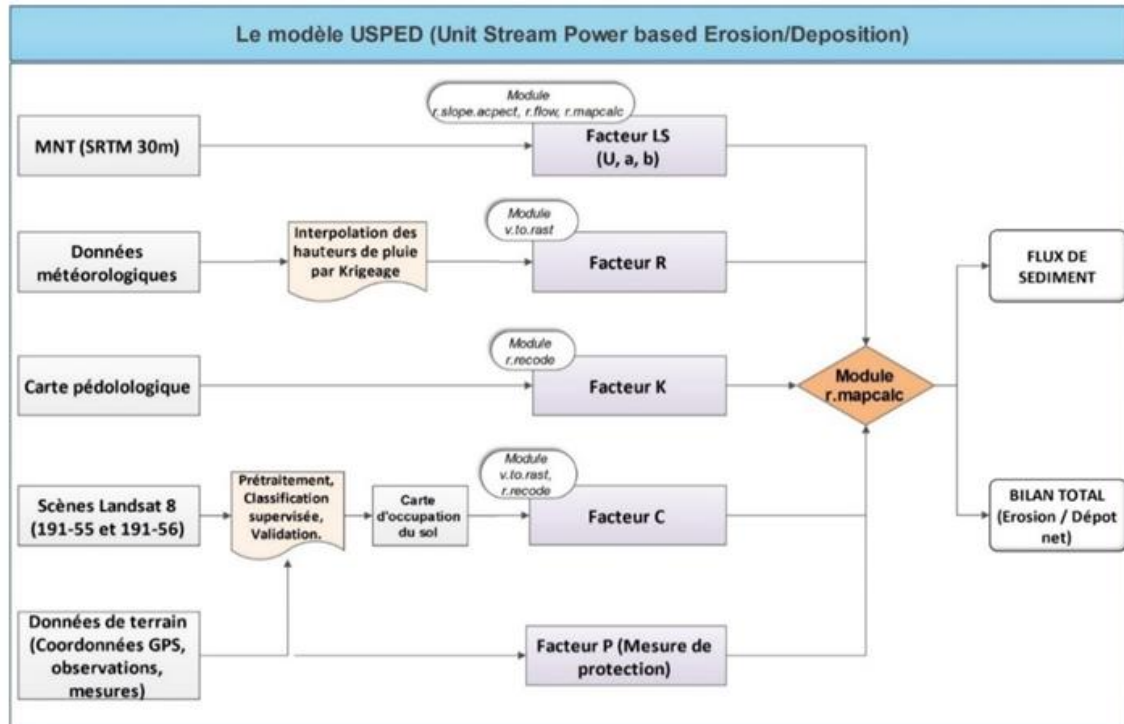 Le modèle USPED (Unit Stream Power based Erosion/Deposition)
Module
r.slope.acpect, r.flow, r.mapcalc
MNT (SRTM 30m)
Facteur LS
(U, a, b)
Module
v.to.rast
Données
météorologiques
Interpolation des
hauteurs de pluie
par Krigeage
Facteur R
FLUX DE
SEDIMENT
Module
r.recode
Carte pédolologique
Facteur K
Module
r.mapcalc
Module
v.to.rast,
r.recode
Scènes Landsat 8
(191-55 et 191-56)
Prétraitement,
Classification
supervisée,
Validation.
Carte
d'occupation
du sol
Facteur C
BILAN TOTAL
(Erosion / Dépot
net)
Données de terrain
(Coordonnées GPS,
observations,
mesures)
Facteur P (Mesure de
protection)